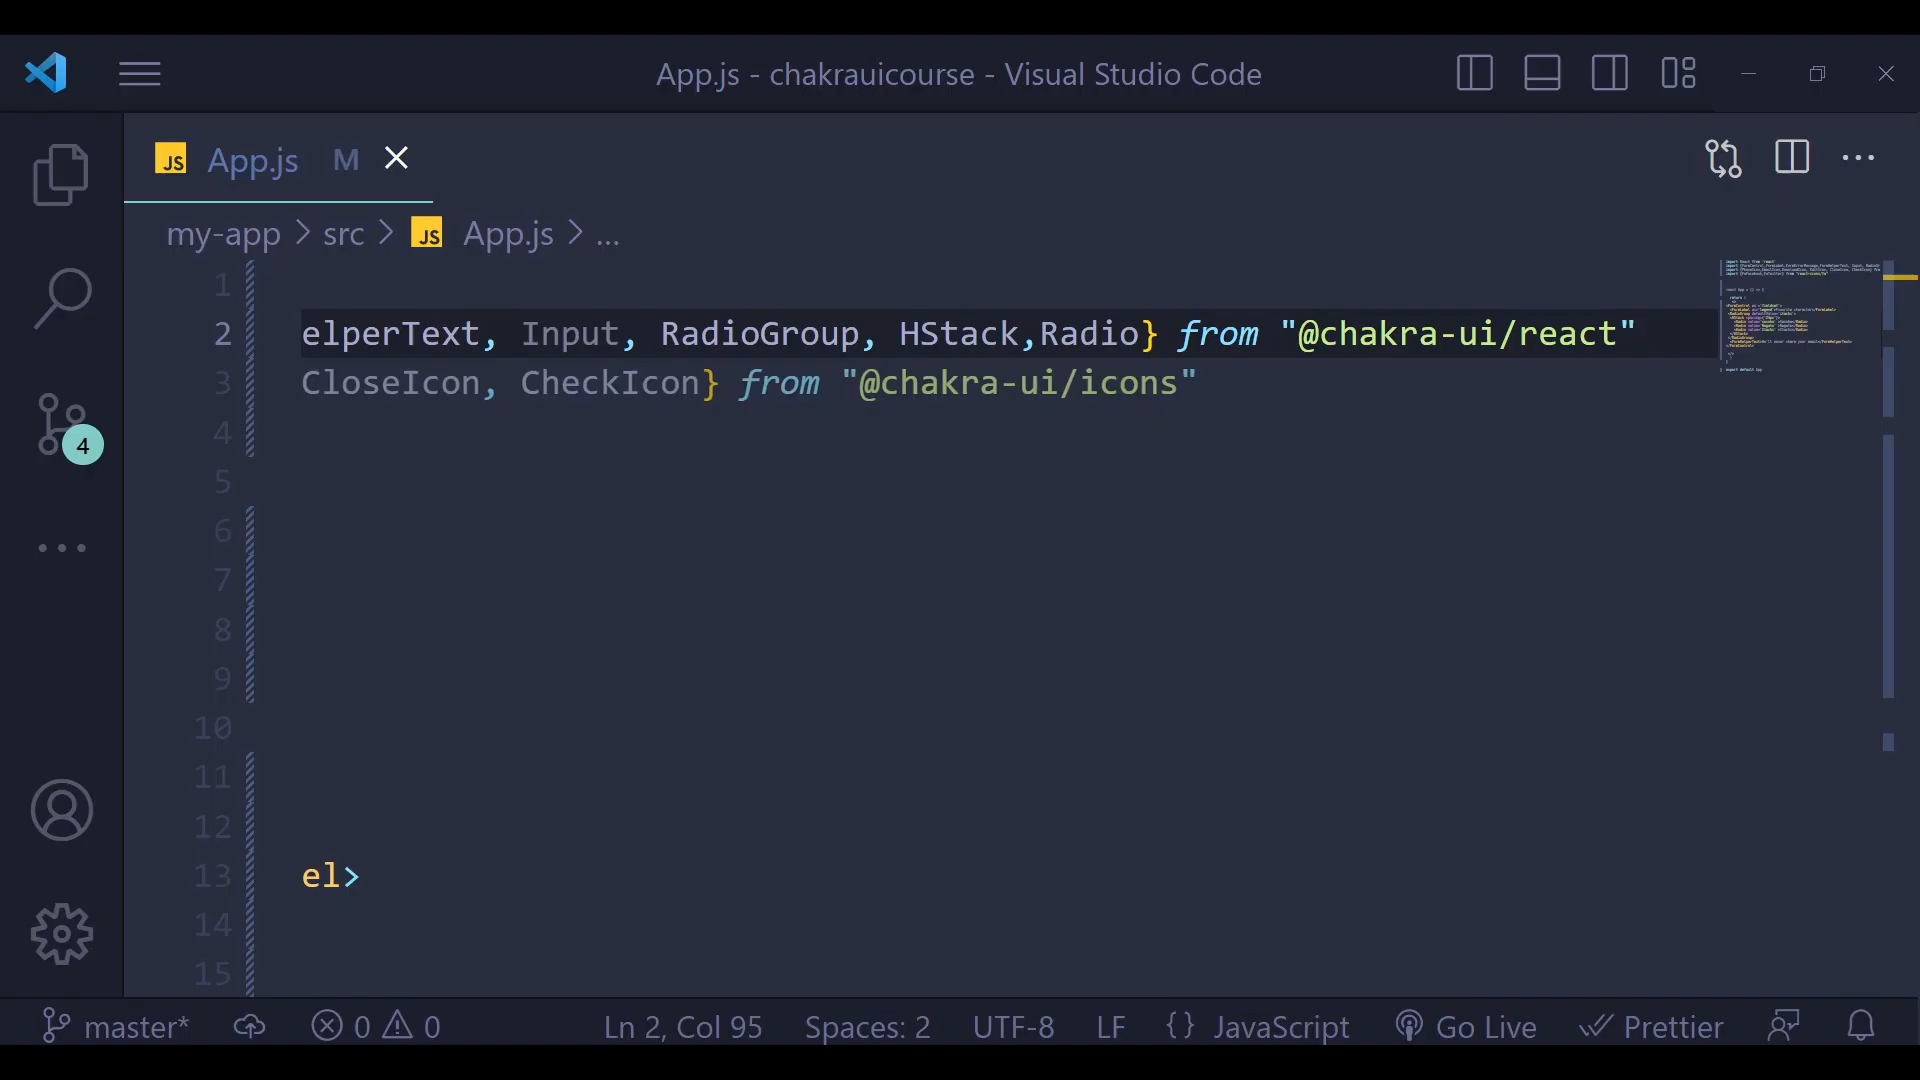 App.js - chakrauicourse - Visual Studio Code
JS App.js M
my-app > src > JS App.js > ...
1
2 elperText, Input, RadioGroup, HStack,Radio} from "@chakra-ui/react"
3 CloseIcon, CheckIcon} from "@chakra-ui/icons"
4
5
6
7
8
9
10
11
12
13 el>
14
15
4
master* 0 0 Ln 2, Col 95 Spaces: 2 UTF-8 LF {} JavaScript Go Live Prettier